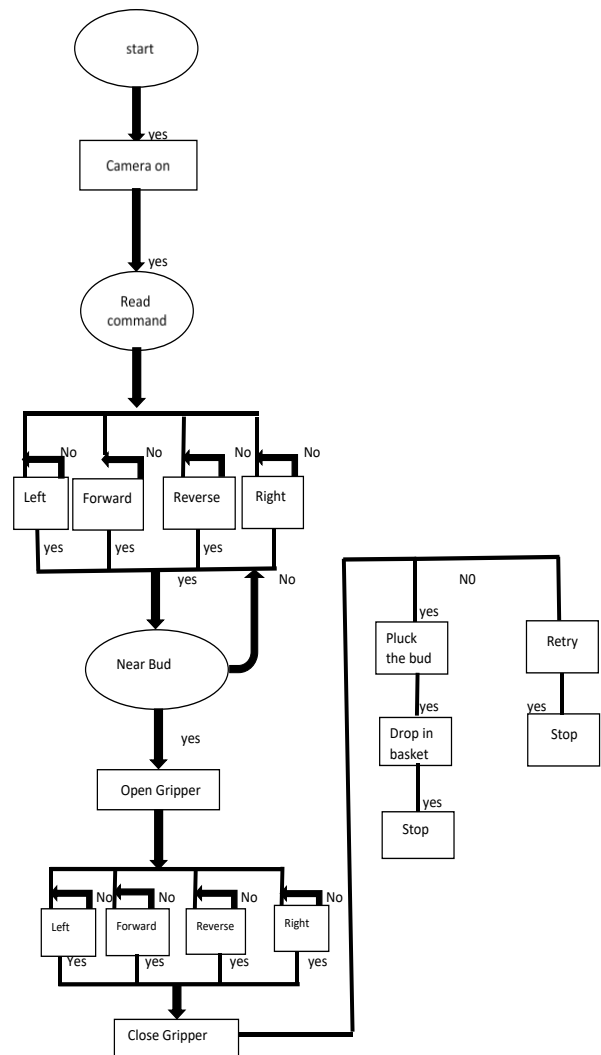 start
yes
Camera on
yes
Read
command
No No No No
Left Forward Reverse Right
yes yes yes yes
yes No
Near Bud
yes
Open Gripper
No No No No
Left Forward Reverse Right
Yes yes yes yes
Close Gripper
N0
yes
Pluck
the bud
Retry
yes yes
Drop in
basket
Stop
yes
Stop